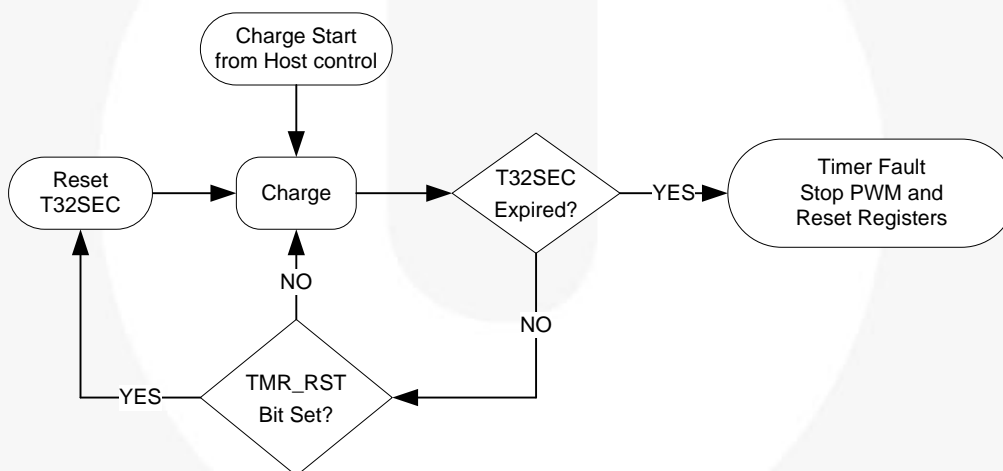 Charge Start
from Host control
Reset
T32SEC
Charge
T32SEC
Expired?
YES
Timer Fault
Stop PWM and
Reset Registers
NO
NO
TMR_RST
Bit Set?
YES